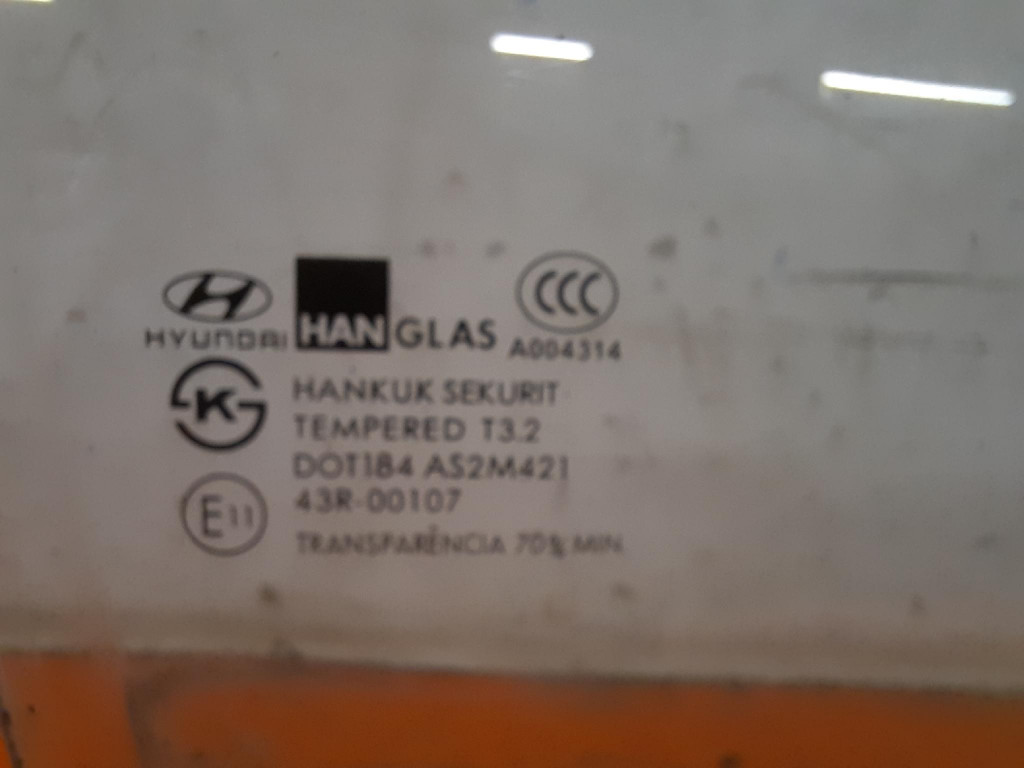 HYUNDAI HANGLAS CCC
A004314
K HANKUK SEKURIT
TEMPERED T3.2
DOT184 AS2M421
E11 43R-00107
TRANSPARÊNCIA 70% MIN